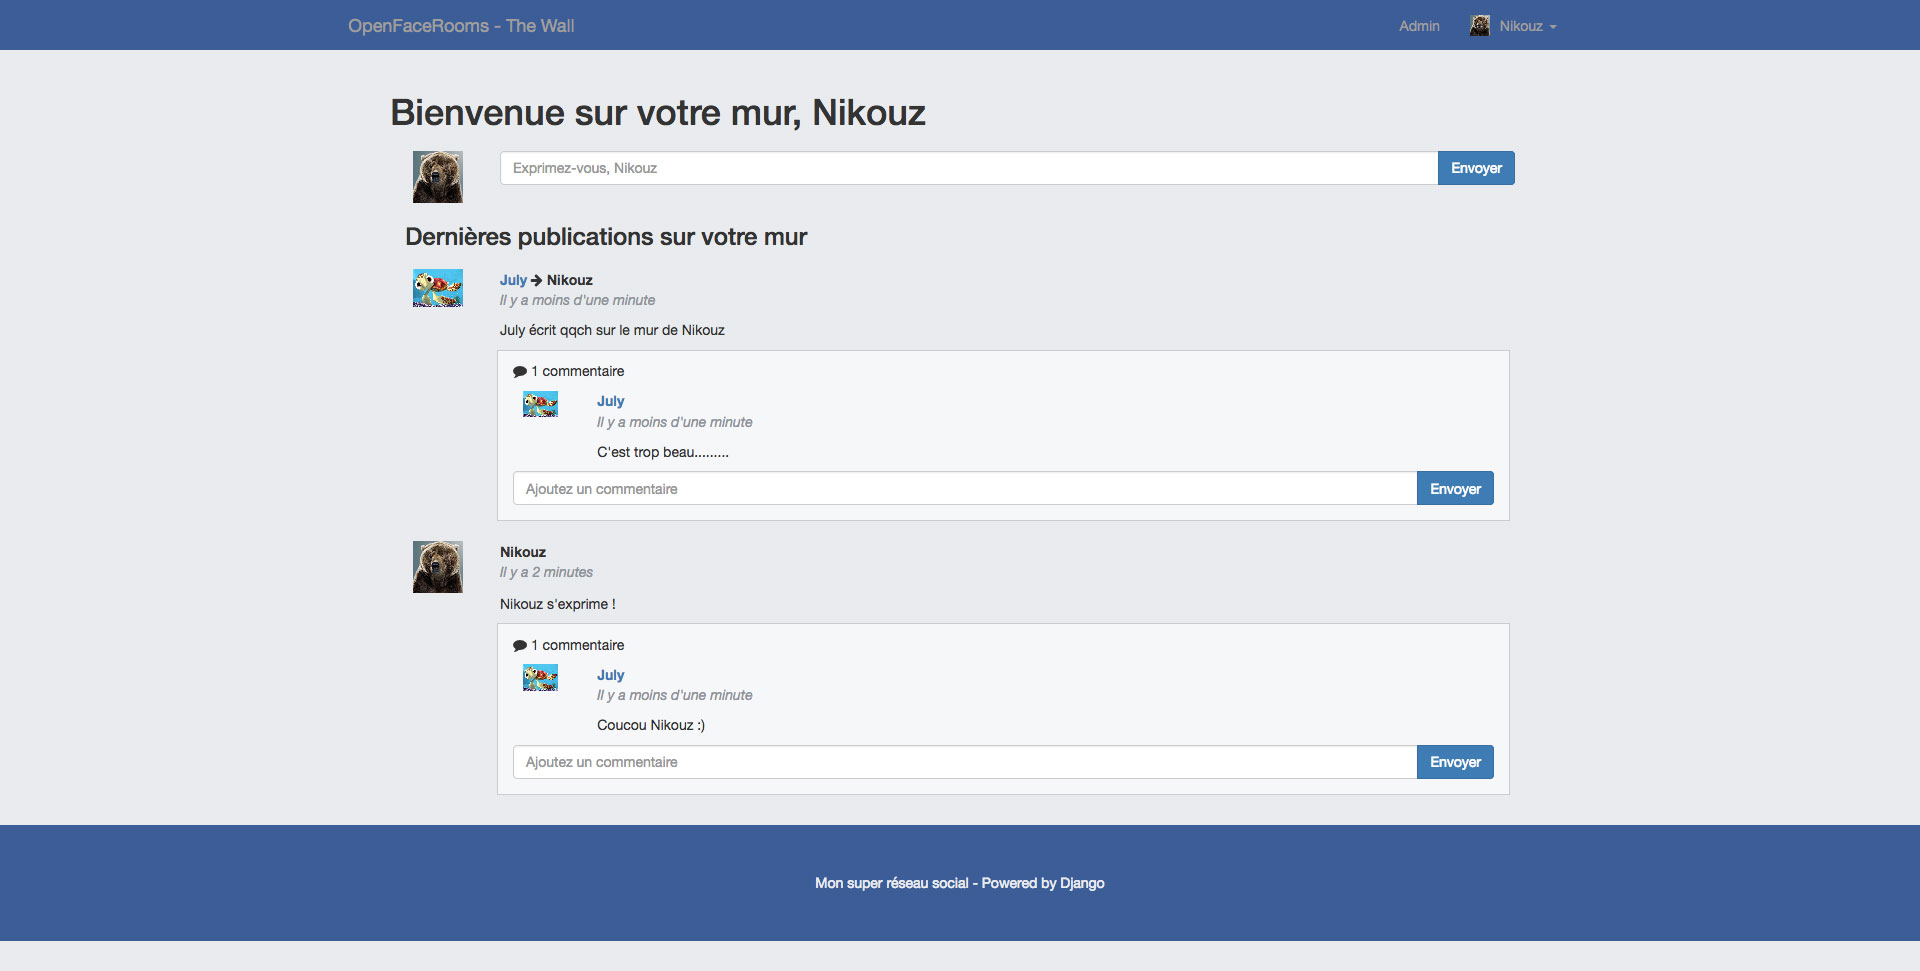 OpenFaceRooms - The Wall
Admin
Nikouz
Bienvenue sur votre mur, Nikouz
Exprimez-vous, Nikouz
Envoyer
Dernières publications sur votre mur
July → Nikouz
Il y a moins d'une minute
July écrit qqch sur le mur de Nikouz
1 commentaire
July
Il y a moins d'une minute
C'est trop beau.........
Ajoutez un commentaire
Envoyer
Nikouz
Il y a 2 minutes
Nikouz s'exprime !
1 commentaire
July
Il y a moins d'une minute
Coucou Nikouz :)
Ajoutez un commentaire
Envoyer
Mon super réseau social - Powered by Django